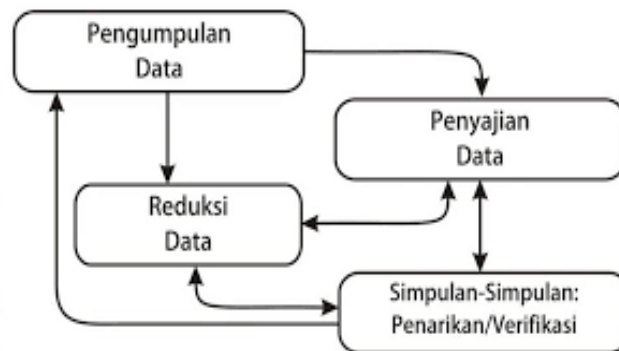 Pengumpulan
Data
Penyajian
Data
Reduksi
Data
Simpulan-Simpulan:
Penarikan/Verifikasi